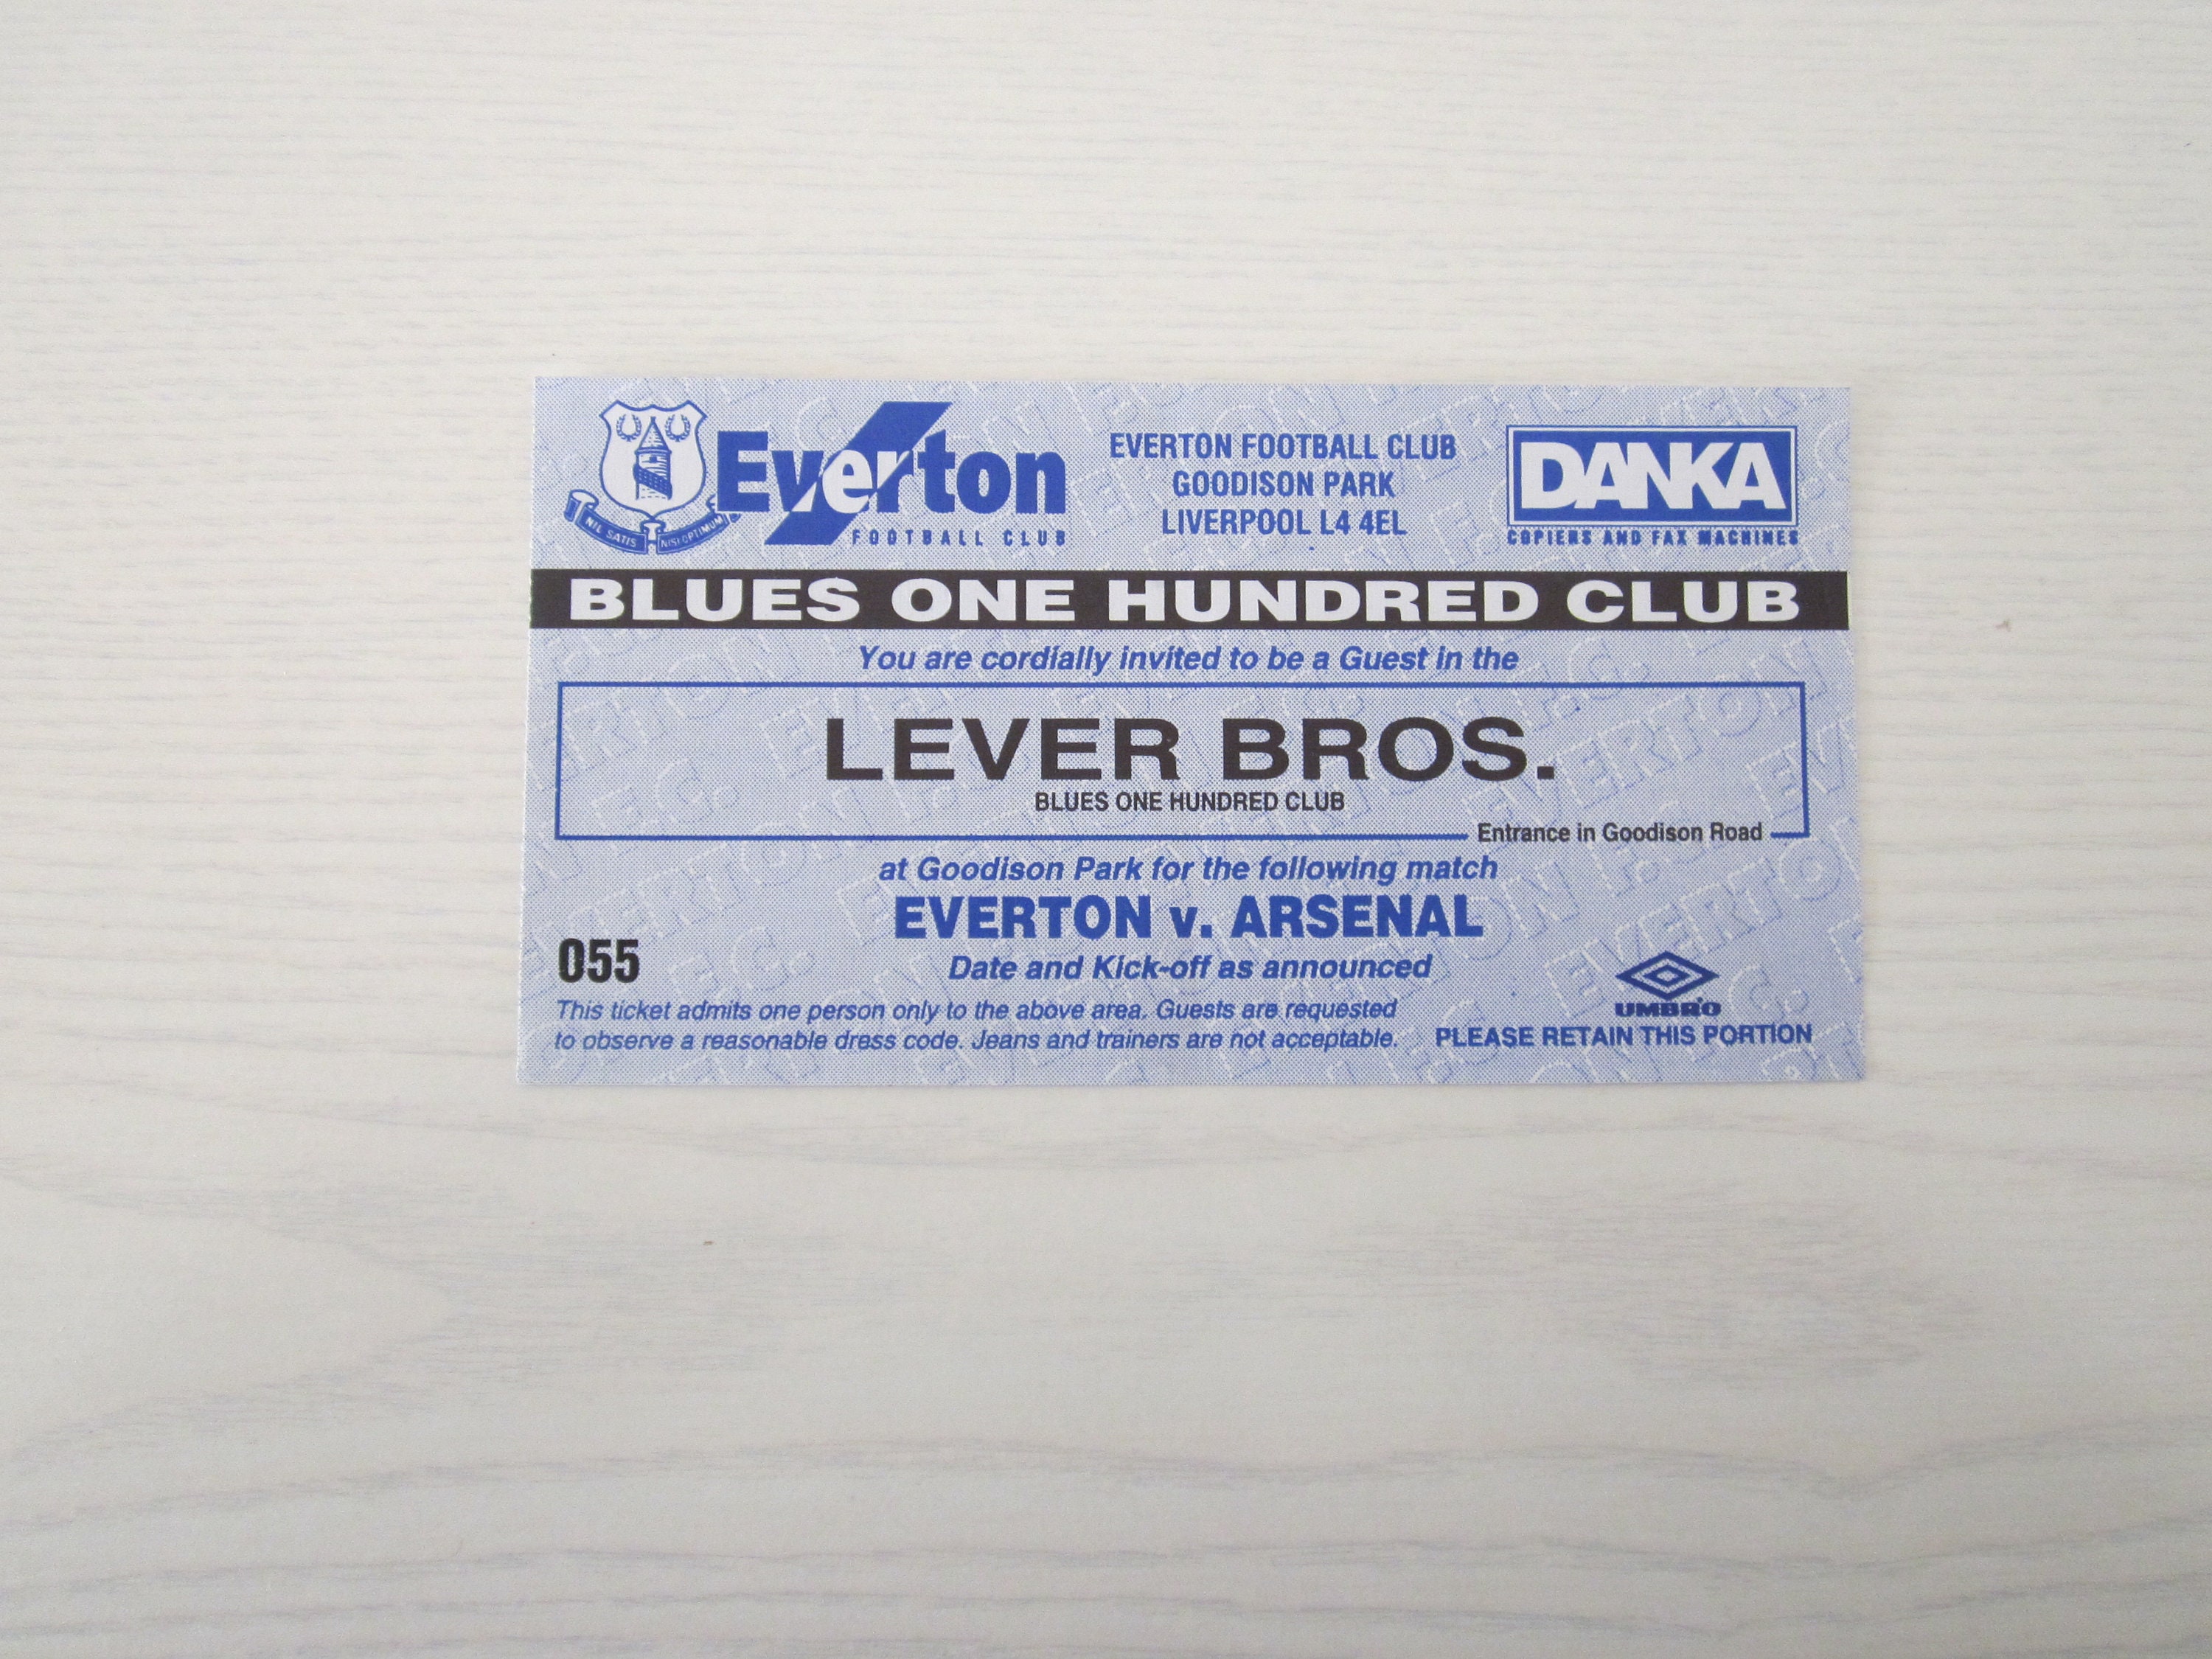 Everton
FOOTBALL CLUB
NIL SATIS NISI OPTIMUM
EVERTON FOOTBALL CLUB
GOODISON PARK
LIVERPOOL L4 4EL
DANKA
COPIERS AND FAX MACHINES
BLUES ONE HUNDRED CLUB
You are cordially invited to be a Guest in the
LEVER BROS.
BLUES ONE HUNDRED CLUB
Entrance in Goodison Road
at Goodison Park for the following match
EVERTON v. ARSENAL
055
Date and Kick-off as announced
This ticket admits one person only to the above area. Guests are requested
to observe a reasonable dress code. Jeans and trainers are not acceptable.
UMBRO
PLEASE RETAIN THIS PORTION